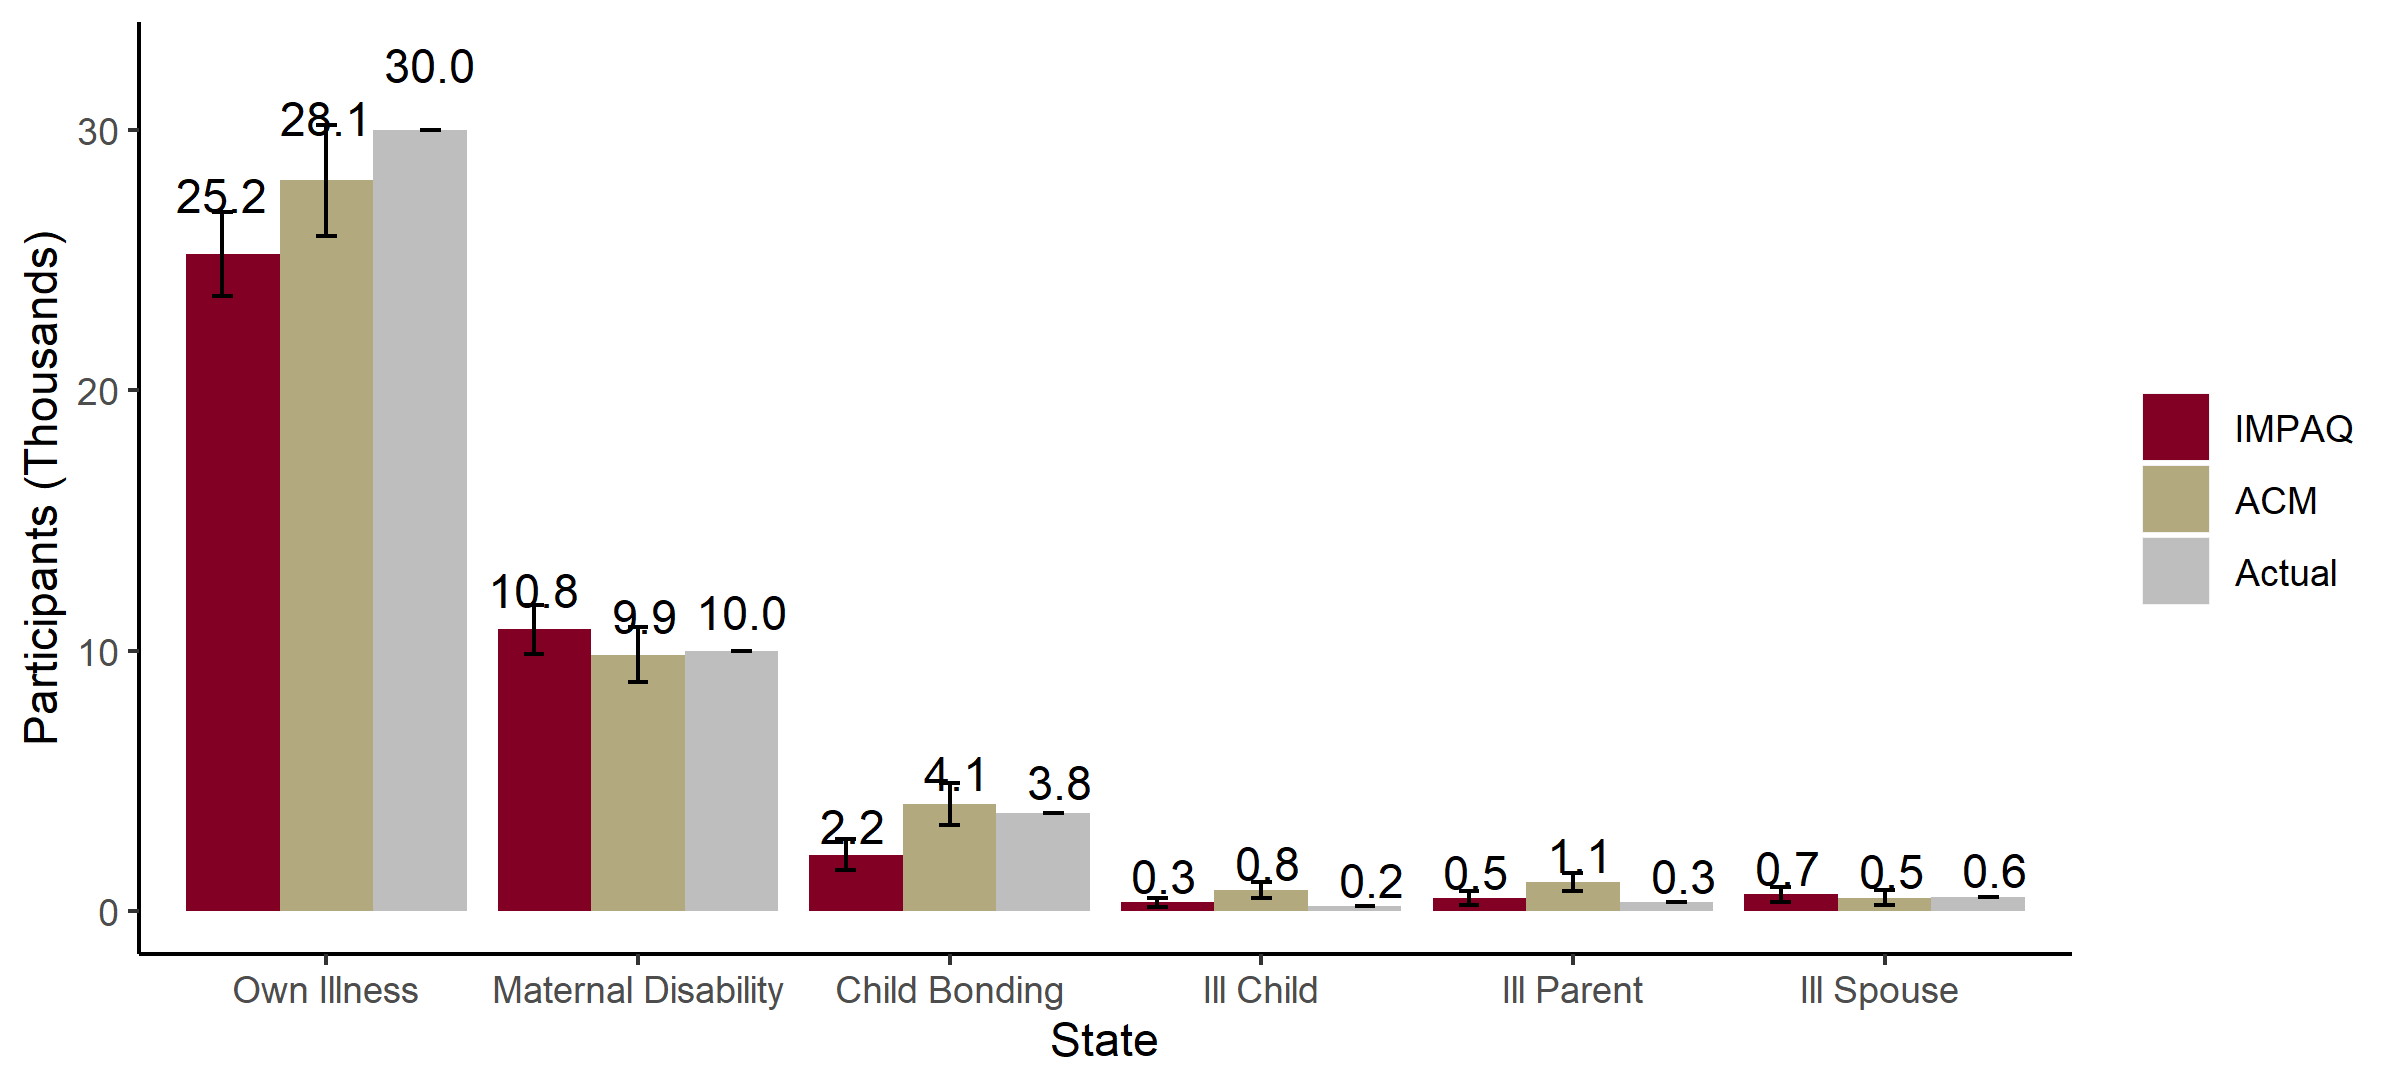 Participants (Thousands)
30
20
10
0
25.2
28.1
30.0
10.8
9.9
10.0
2.2
4.1
3.8
0.3
0.8
0.2
0.5
1.1
0.3
0.7
0.5
0.6
Own Illness
Maternal Disability
Child Bonding
Ill Child
Ill Parent
Ill Spouse
State
IMPAQ
ACM
Actual